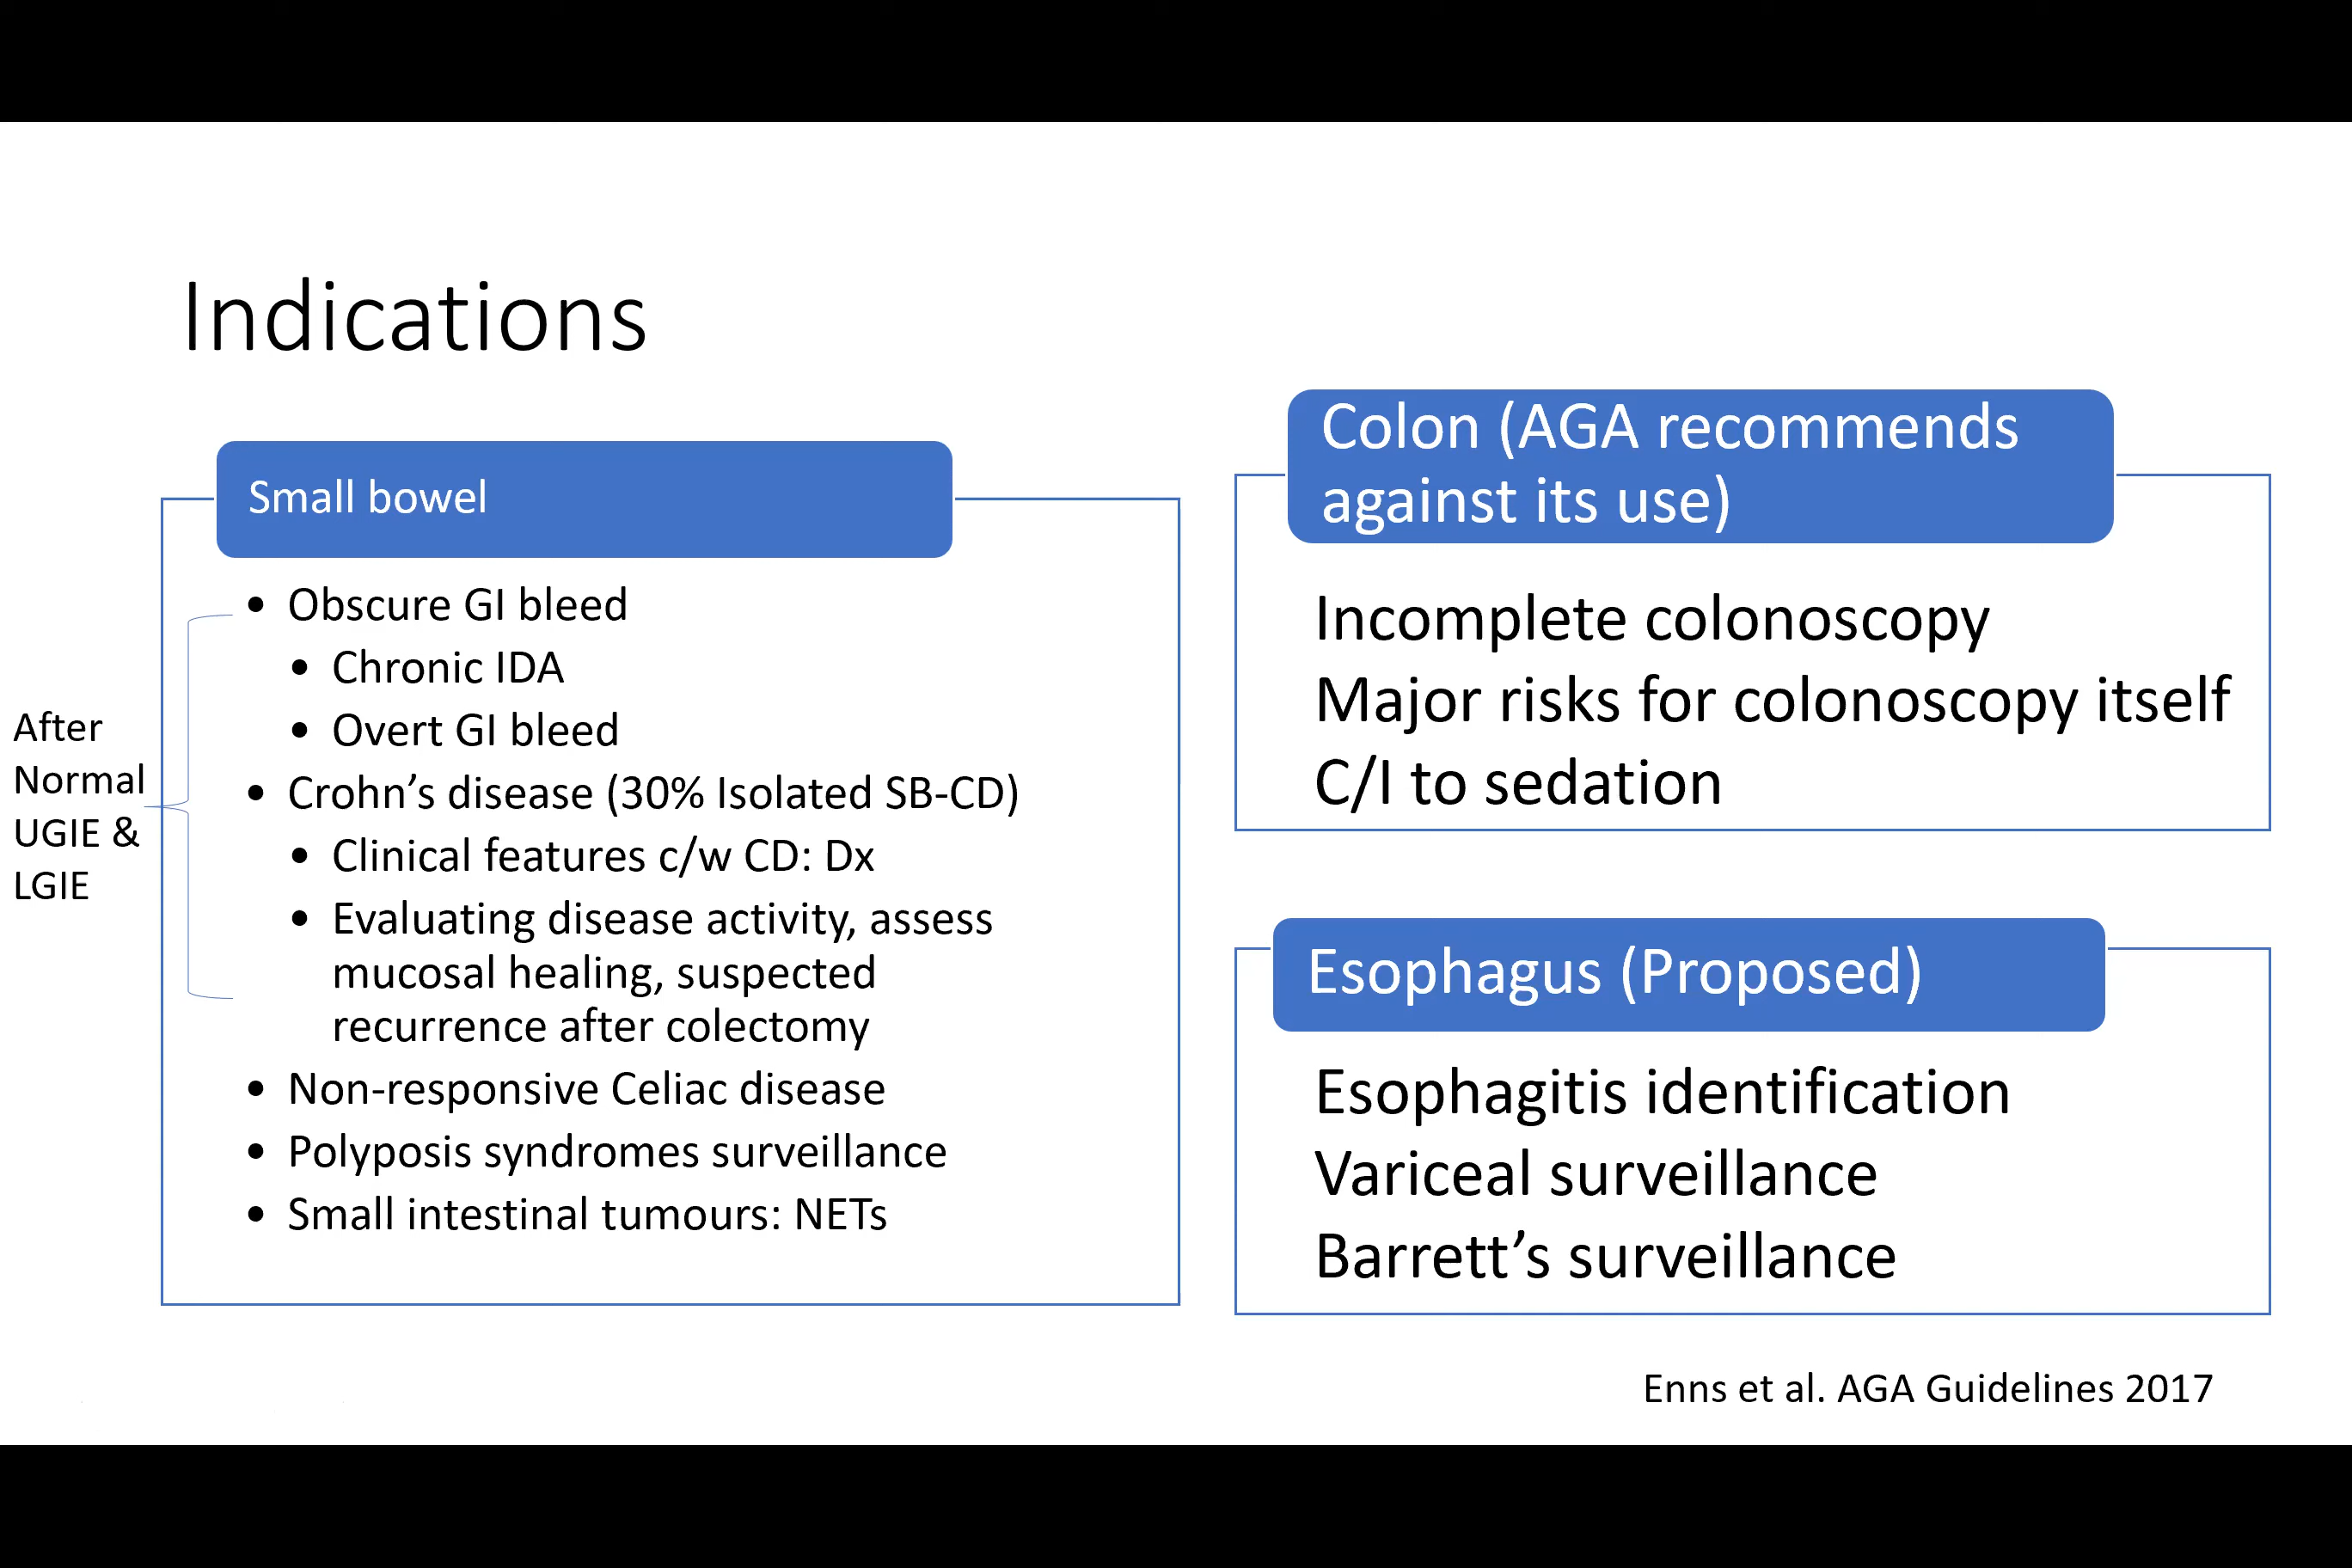 Indications
Small bowel
After
Normal
UGIE &
LGIE
• Obscure GI bleed
• Chronic IDA
• Overt GI bleed
• Crohn’s disease (30% Isolated SB-CD)
• Clinical features c/w CD: Dx
• Evaluating disease activity, assess
mucosal healing, suspected
recurrence after colectomy
• Non-responsive Celiac disease
• Polyposis syndromes surveillance
• Small intestinal tumours: NETs
Colon (AGA recommends
against its use)
Incomplete colonoscopy
Major risks for colonoscopy itself
C/I to sedation
Esophagus (Proposed)
Esophagitis identification
Variceal surveillance
Barrett’s surveillance
Enns et al. AGA Guidelines 2017